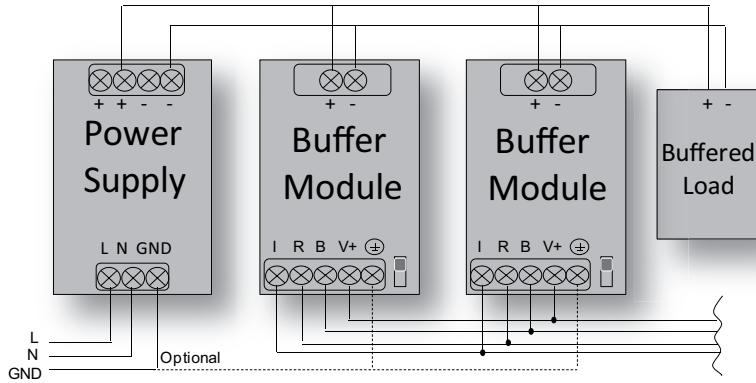 + + - -
Power
Supply
L N GND
+ -
Buffer
Module
I R B V+
+ -
Buffer
Module
I R B V+
+ -
Buffered
Load
L
N
GND
Optional